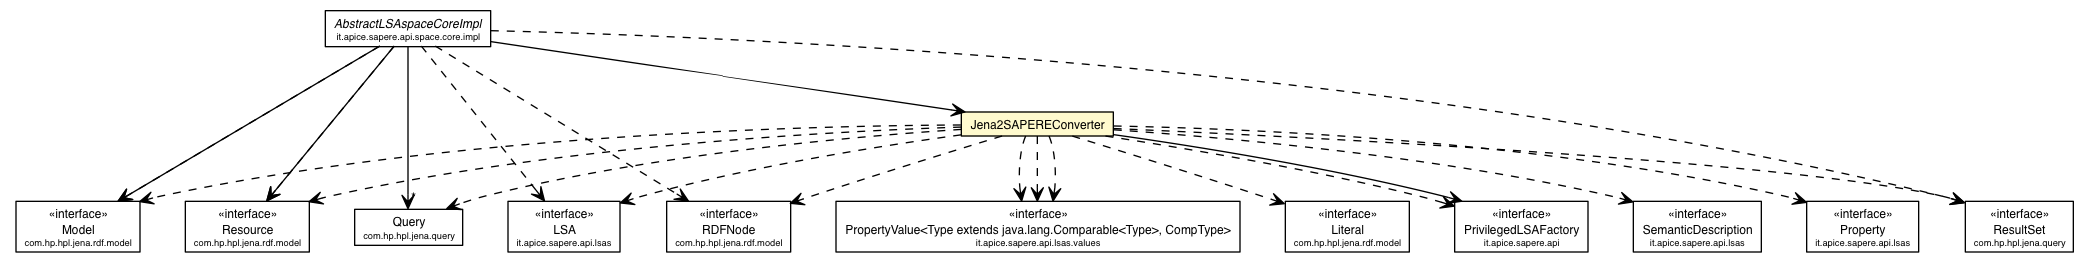 AbstractLSAspaceCoreImpl
it.apice.sapere.api.space.core.impl
Jena2SAPEREConverter
«interface»
Model
com.hp.hpl.jena.rdf.model
«interface»
Resource
com.hp.hpl.jena.rdf.model
Query
com.hp.hpl.jena.query
«interface»
LSA
it.apice.sapere.api.lsas
«interface»
RDFNode
com.hp.hpl.jena.rdf.model
«interface»
PropertyValue<Type extends java.lang.Comparable<Type>, CompType>
it.apice.sapere.api.lsas.values
«interface»
Literal
com.hp.hpl.jena.rdf.model
«interface»
PrivilegedLSAFactory
it.apice.sapere.api
«interface»
SemanticDescription
it.apice.sapere.api.lsas
«interface»
Property
it.apice.sapere.api.lsas
«interface»
ResultSet
com.hp.hpl.jena.query